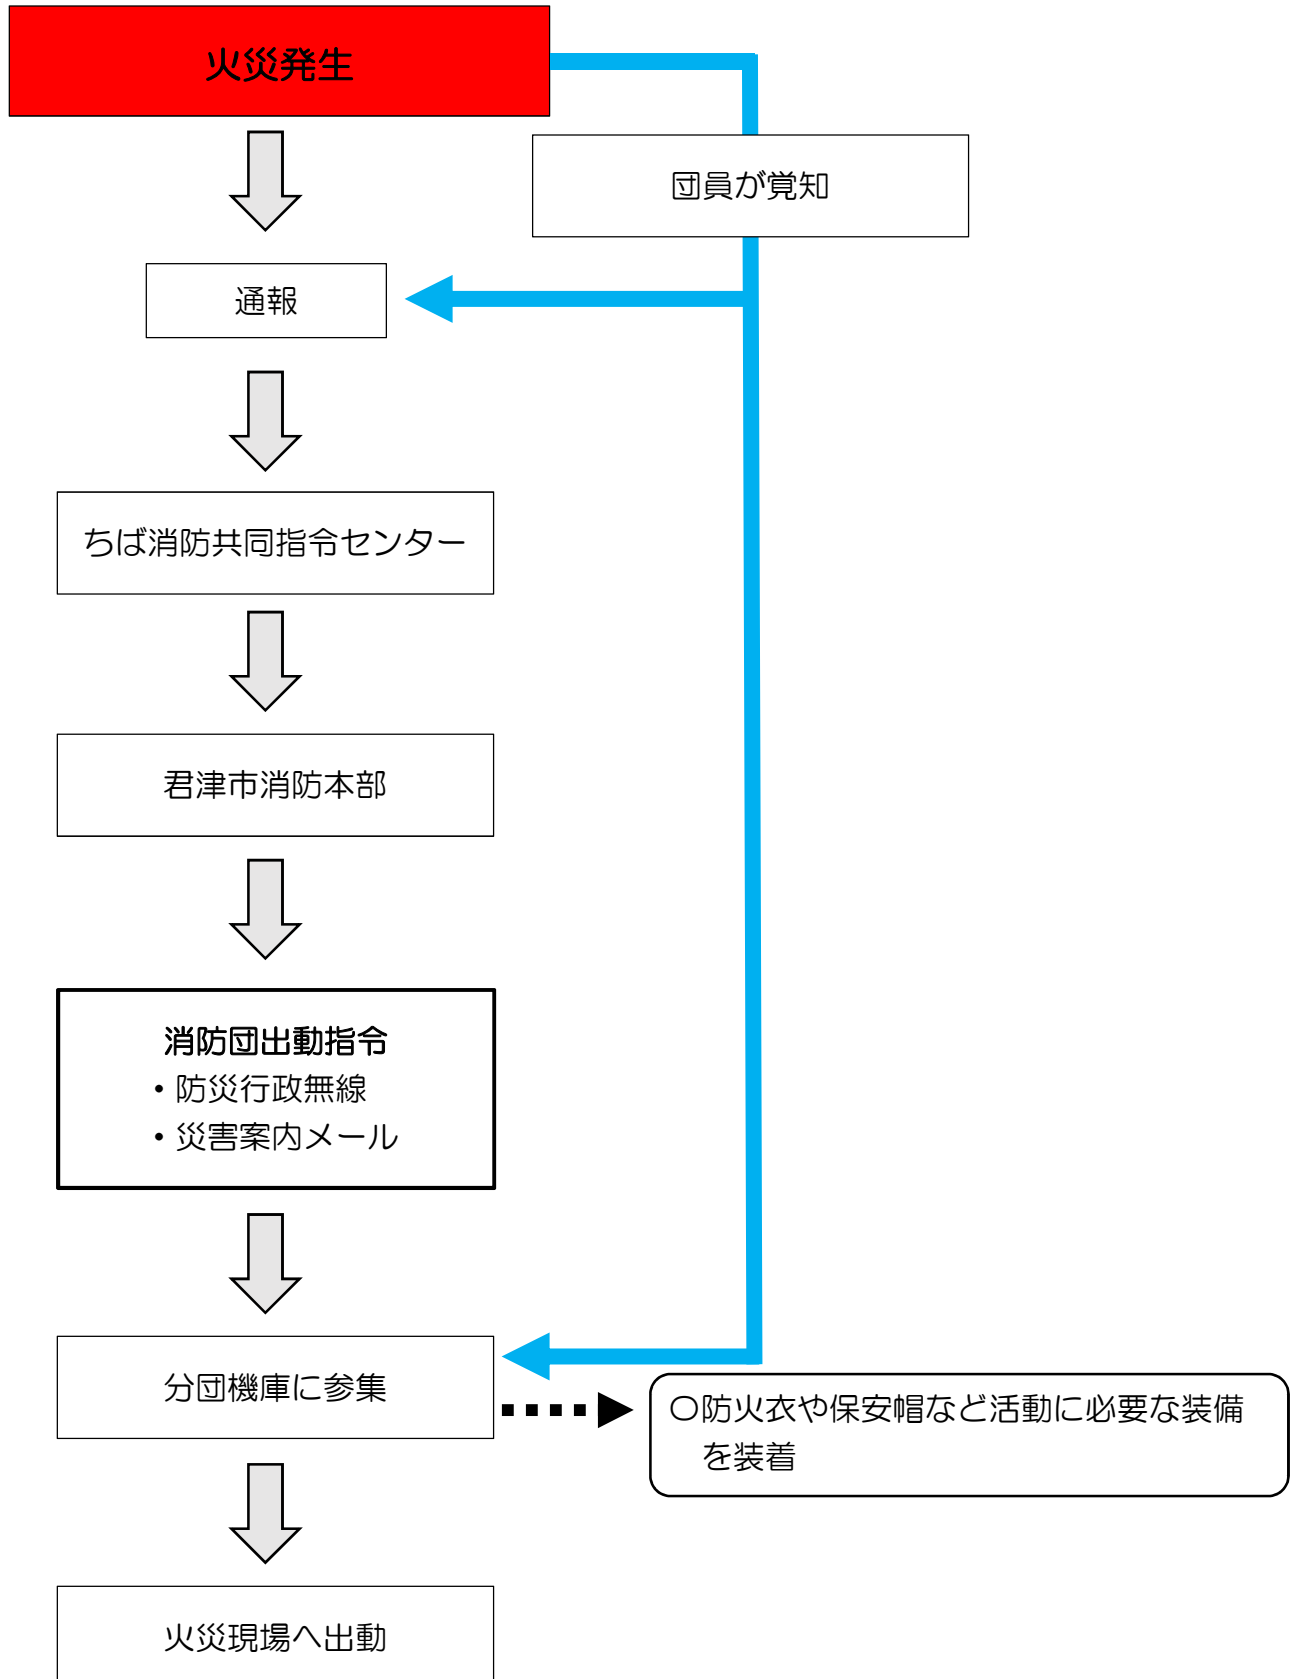 火災発生
団員が覚知
通報
ちば消防共同指令センター
君津市消防本部
消防団出動指令
・防災行政無線
・災害案内メール
分団機庫に参集
〇防火衣や保安帽など活動に必要な装備
を装着
火災現場へ出動